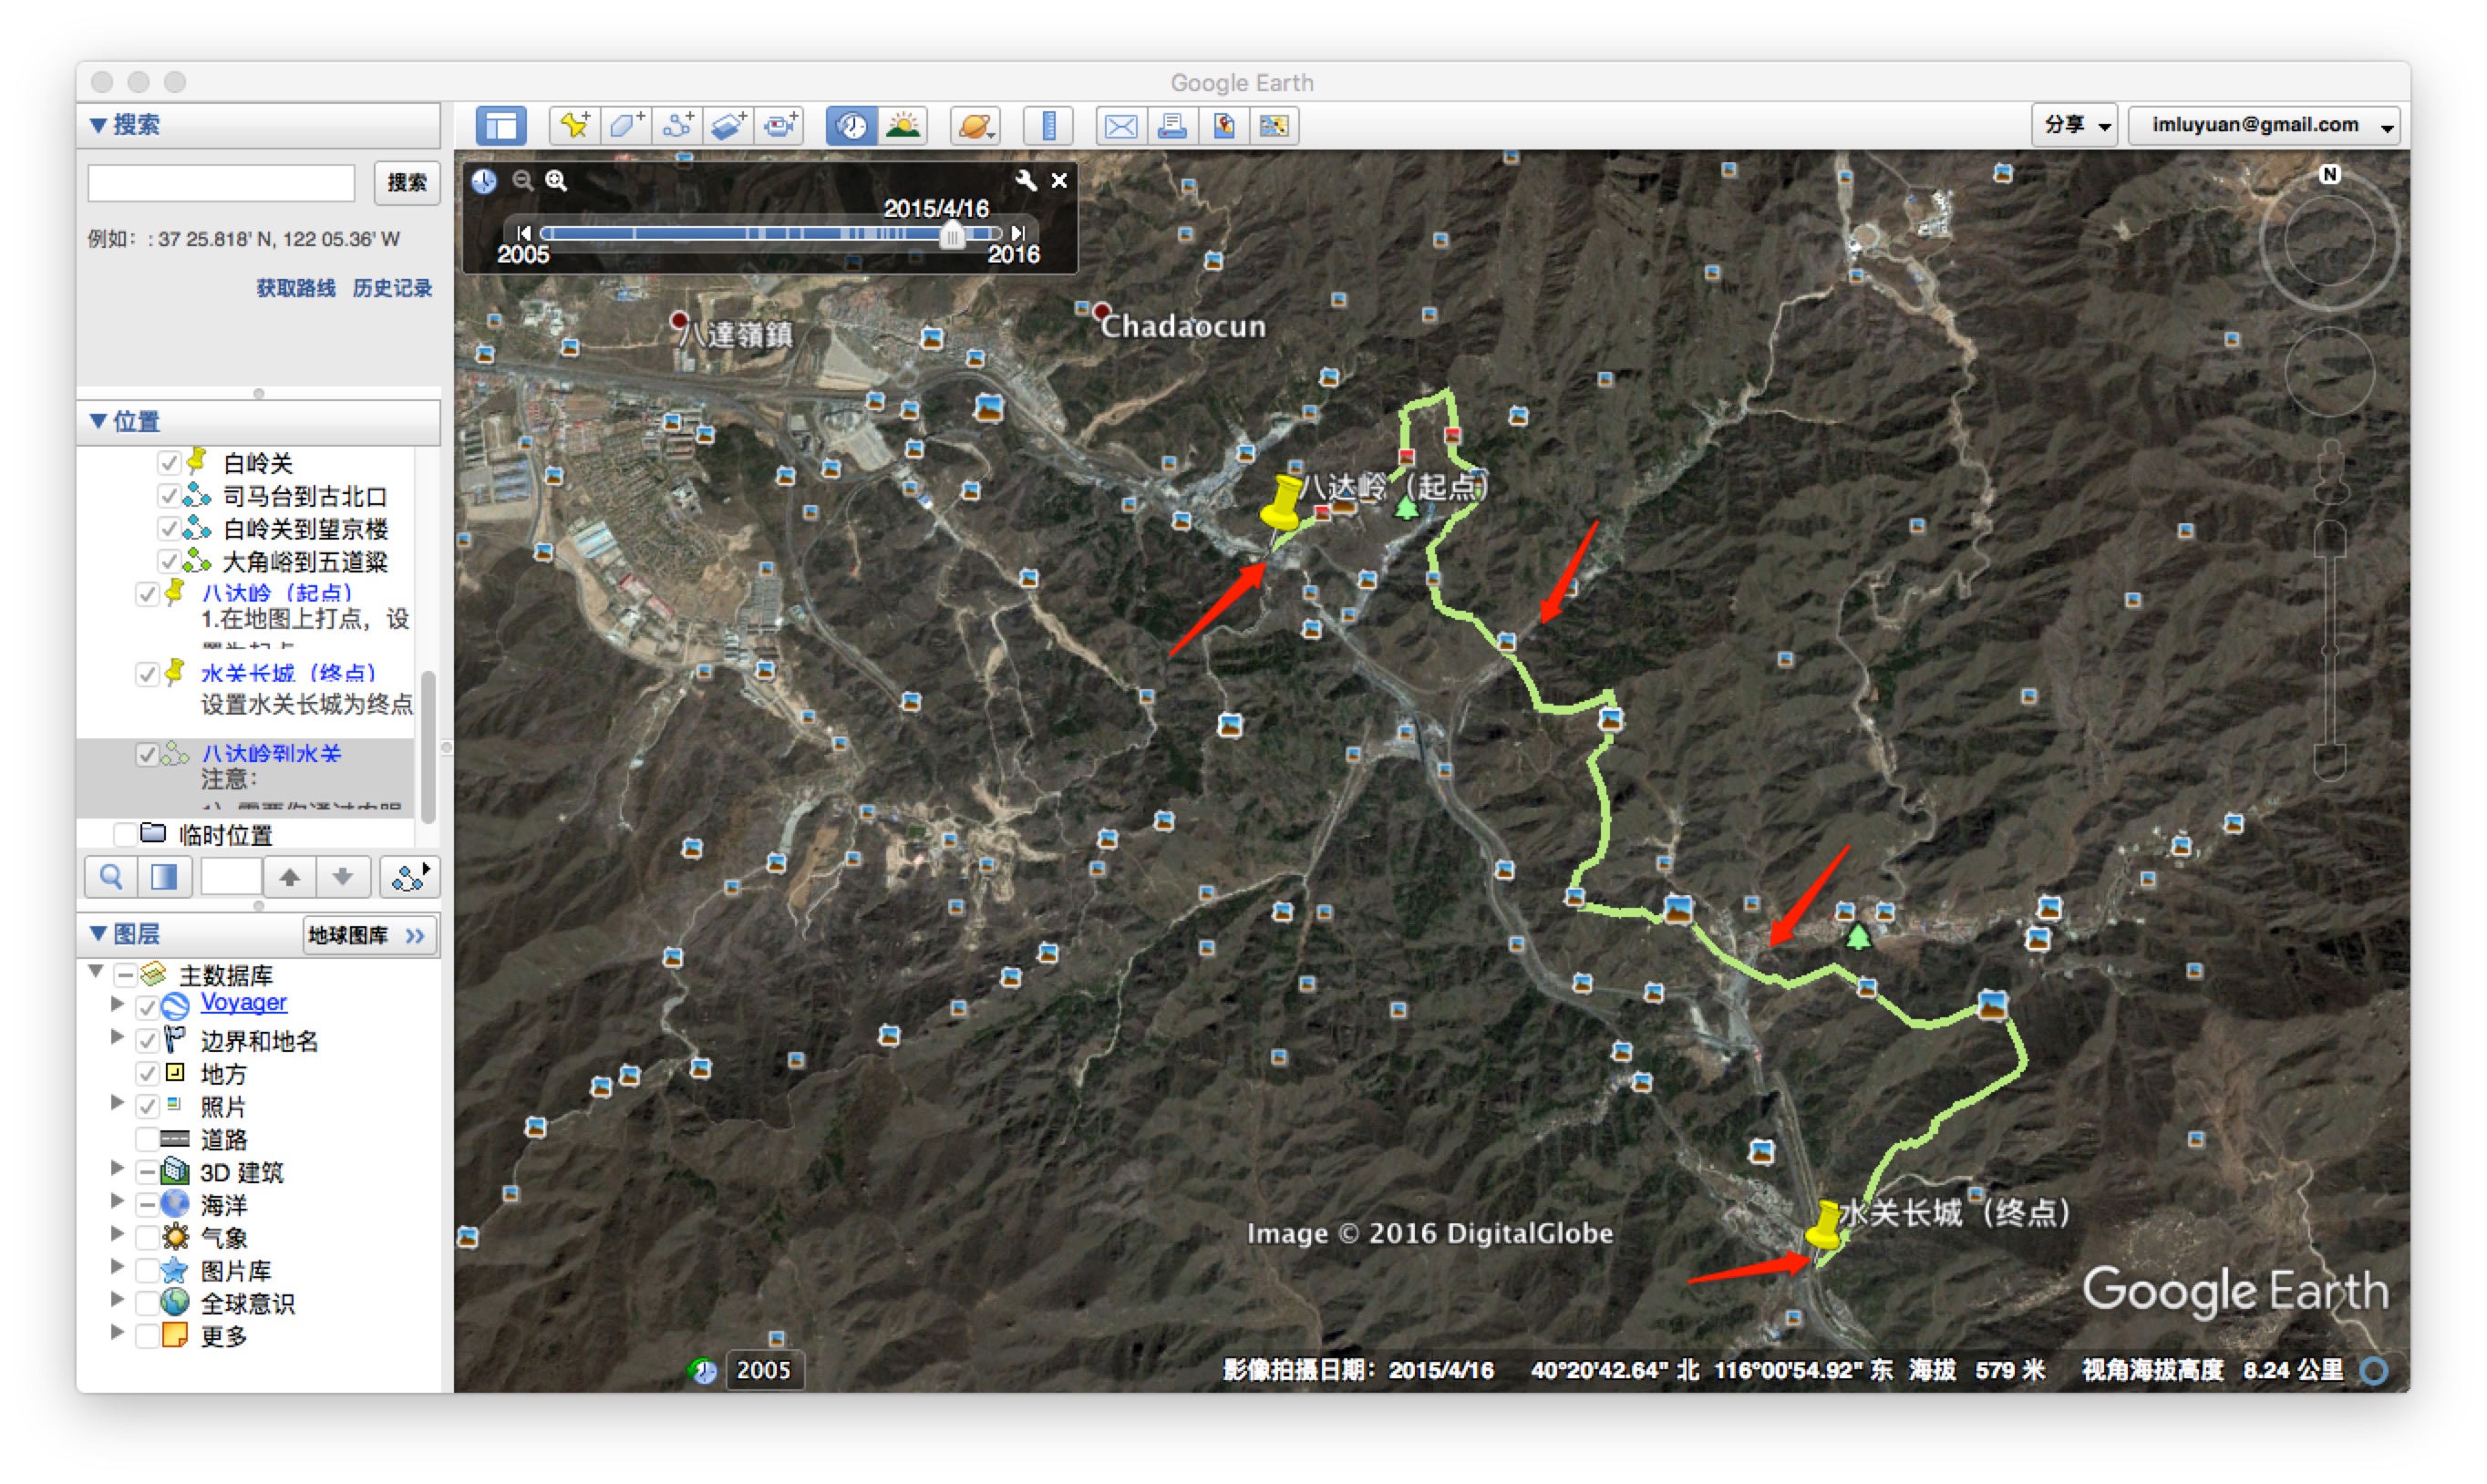 Google Earth
搜索
分享
imluyuan@gmail.com
搜索
例如：: 37 25.818' N, 122 05.36' W
获取路线 历史记录
位置
白岭关
司马台到古北口
白岭关到望京楼
大角峪到五道梁
八达岭（起点）
1.在地图上打点，设
置为起点
水关长城（终点）
设置水关长城为终点
八达岭到水关
注意：
临时位置
图层
地球图库 >>
主数据库
Voyager
边界和地名
地方
照片
道路
3D 建筑
海洋
气象
图片库
全球意识
更多
2015/4/16
2005
2016
N
八達嶺鎮
Chadaocun
八达岭（起点）
水关长城（终点）
Image © 2016 DigitalGlobe
Google Earth
2005
影像拍摄日期： 2015/4/16 40°20'42.64" 北 116°00'54.92" 东 海拔 579 米 视角海拔高度 8.24 公里